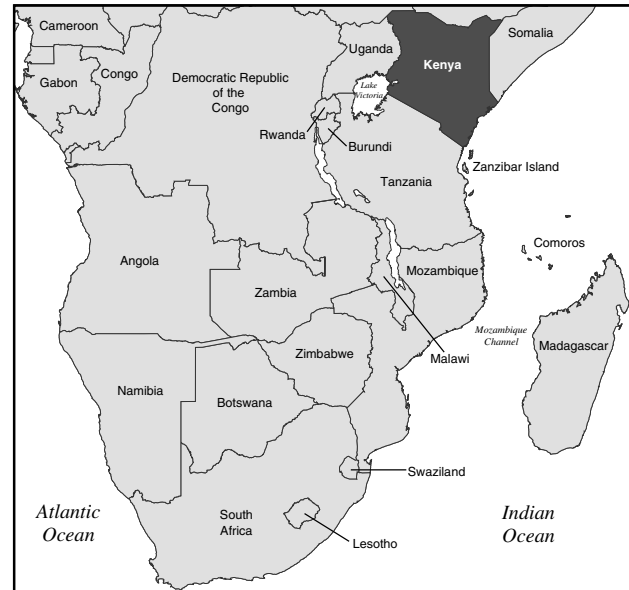 Cameroon
Uganda
Somalia
Kenya
Congo
Gabon
Democratic Republic
of the
Congo
Lake
Victoria
Rwanda
Burundi
Zanzibar Island
Tanzania
Comoros
Angola
Mozambique
Zambia
Mozambique
Channel
Madagascar
Malawi
Zimbabwe
Namibia
Botswana
Swaziland
Atlantic
Ocean
South
Africa
Indian
Ocean
Lesotho